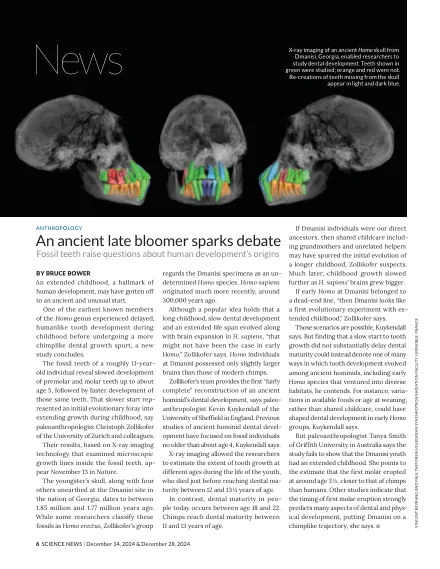 News
X-ray imaging of an ancient Homo skull from
Dmanisi, Georgia, enabled researchers to
study dental development. Teeth shown in
green were studied; orange and red were not.
Re-creations of teeth missing from the skull
appear in light and dark blue.
ANTHROPOLOGY
An ancient late bloomer sparks debate
Fossil teeth raise questions about human development's origins
BY BRUCE BOWER
An extended childhood, a hallmark of
human development, may have gotten off
to an ancient and unusual start.
One of the earliest known members
of the Homo genus experienced delayed,
humanlike tooth development during
childhood before undergoing a more
chimplike dental growth spurt, a new
study concludes.
The fossil teeth of a roughly 11-year-
old individual reveal slowed development
of premolar and molar teeth up to about
age 5, followed by faster development of
those same teeth. That slower start rep-
resented an initial evolutionary foray into
extending growth during childhood, say
paleoanthropologist Christoph Zollikofer
of the University of Zurich and colleagues.
Their results, based on X-ray imaging
technology that examined microscopic
growth lines inside the fossil teeth, ap-
pear November 13 in Nature.
The youngster's skull, along with four
others unearthed at the Dmanisi site in
the nation of Georgia, dates to between
1.85 million and 1.77 million years ago.
While some researchers classify these
fossils as Homo erectus, Zollikofer's group
regards the Dmanisi specimens as an un-
determined Homo species. Homo sapiens
originated much more recently, around
300,000 years ago.
Although a popular idea holds that a
long childhood, slow dental development
and an extended life span evolved along
with brain expansion in H. sapiens, "that
might not have been the case in early
Homo," Zollikofer says. Homo individuals
at Dmanisi possessed only slightly larger
brains than those of modern chimps.
Zollikofer's team provides the first "fairly
complete" reconstruction of an ancient
hominid's dental development, says paleo-
anthropologist Kevin Kuykendall of the
University of Sheffield in England. Previous
studies of ancient hominid dental devel-
opment have focused on fossil individuals
no older than about age 4, Kuykendall says.
X-ray imaging allowed the researchers
to estimate the extent of tooth growth at
different ages during the life of the youth,
who died just before reaching dental ma-
turity between 12 and 13½ years of age.
In contrast, dental maturity in peo-
ple today occurs between age 18 and 22.
Chimps reach dental maturity between
11 and 13 years of age.
If Dmanisi individuals were our direct
ancestors, then shared childcare includ-
ing grandmothers and unrelated helpers
may have spurred the initial evolution of
a longer childhood, Zollikofer suspects.
Much later, childhood growth slowed
further as H. sapiens' brains grew bigger.
If early Homo at Dmanisi belonged to
a dead-end line, "then Dmanisi looks like
a first evolutionary experiment with ex-
tended childhood," Zollikofer says.
Those scenarios are possible, Kuykendall
says. But finding that a slow start to tooth
growth did not substantially delay dental
maturity could instead denote one of many
ways in which tooth development evolved
among ancient hominids, including early
Homo species that ventured into diverse
habitats, he contends. For instance, varia-
tions in available foods or age at weaning,
rather than shared childcare, could have
shaped dental development in early Homo
groups, Kuykendall says.
But paleoanthropologist Tanya Smith
of Griffith University in Australia says the
study fails to show that the Dmanisi youth
had an extended childhood. She points to
the estimate that the first molar erupted
at around age 3½, closer to that of chimps
than humans. Other studies indicate that
the timing of first molar eruption strongly
predicts many aspects of dental and phys-
ical development, putting Dmanisi on a
chimplike trajectory, she says.
6 SCIENCE NEWS | December 14, 2024 & December 28, 2024